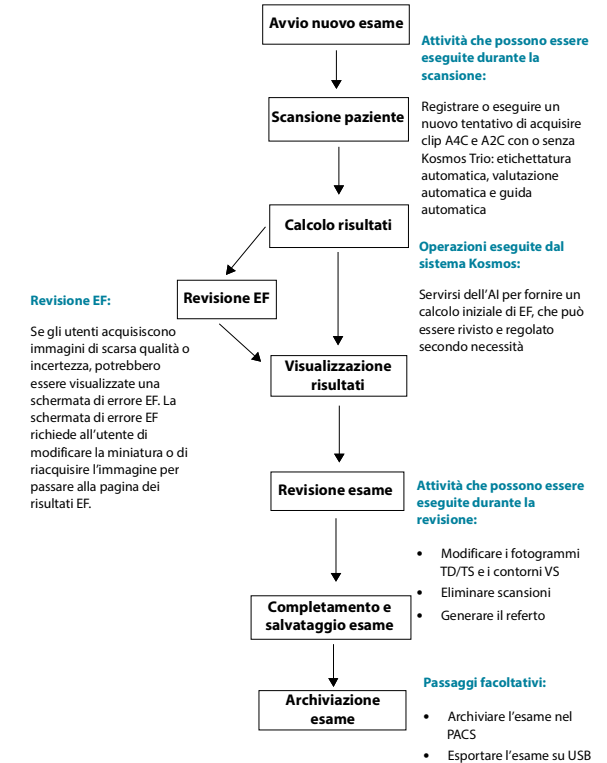 Avvio nuovo esame
Attività che possono essere
eseguite durante la
scansione:
Scansione paziente
Registrare o eseguire un
nuovo tentativo di acquisire
clip A4C e A2C con o senza
Kosmos Trio: etichettatura
automatica, valutazione
automatica e guida
automatica
Calcolo risultati
Operazioni eseguite dal
sistema Kosmos:
Servirsi dell'AI per fornire un
calcolo iniziale di EF, che può
essere rivisto e regolato
secondo necessità
Revisione EF
Revisione EF:
Se gli utenti acquisiscono
immagini di scarsa qualità o
incertezza, potrebbero
essere visualizzate una
schermata di errore EF. La
schermata di errore EF
richiede all'utente di
modificare la miniatura o di
riacquisire l'immagine per
passare alla pagina dei
risultati EF.
Visualizzazione
risultati
Revisione esame
Attività che possono essere
eseguite durante la
revisione:
• Modificare i fotogrammi
TD/TS e i contorni VS
• Eliminare scansioni
• Generare il referto
Completamento e
salvataggio esame
Archiviazione
esame
Passaggi facoltativi:
• Archiviare l'esame nel
PACS
• Esportare l'esame su USB